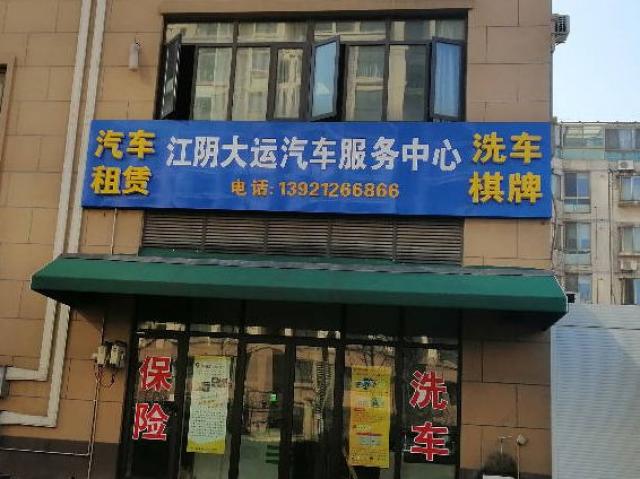 汽车
租赁
江阴大运汽车服务中心
电话:13921266866
洗车
棋牌
保险
洗车